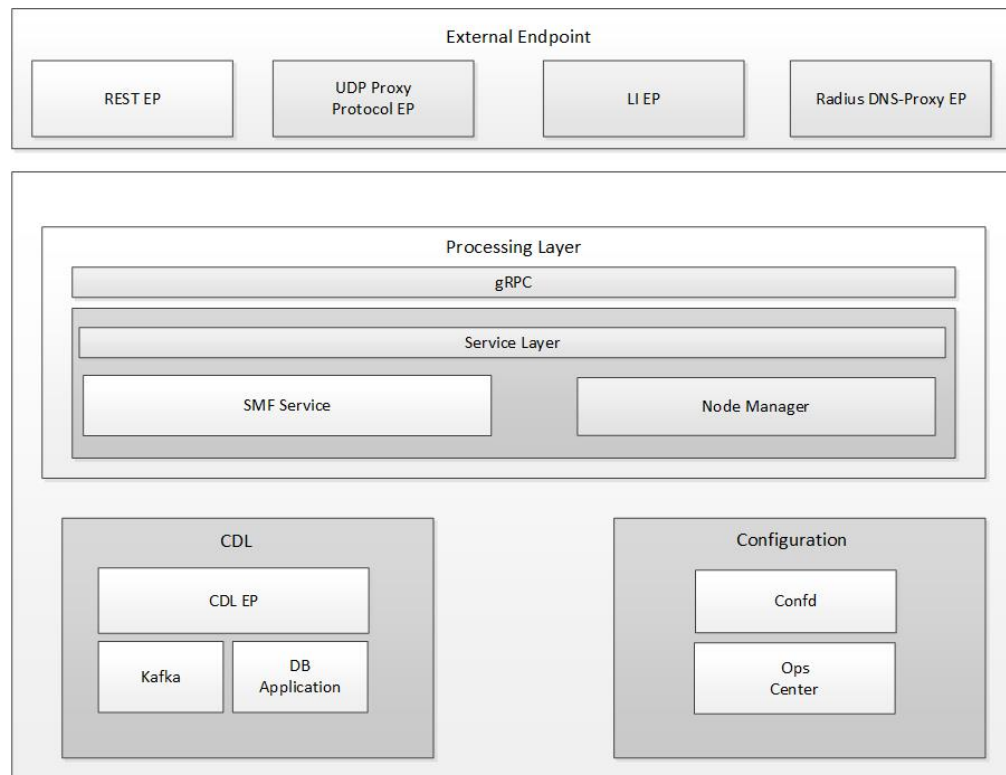 External Endpoint
REST EP
UDP Proxy
Protocol EP
LI EP
Radius DNS-Proxy EP
Processing Layer
gRPC
Service Layer
SMF Service
Node Manager
CDL
CDL EP
Kafka
DB
Application
Configuration
Confd
Ops
Center